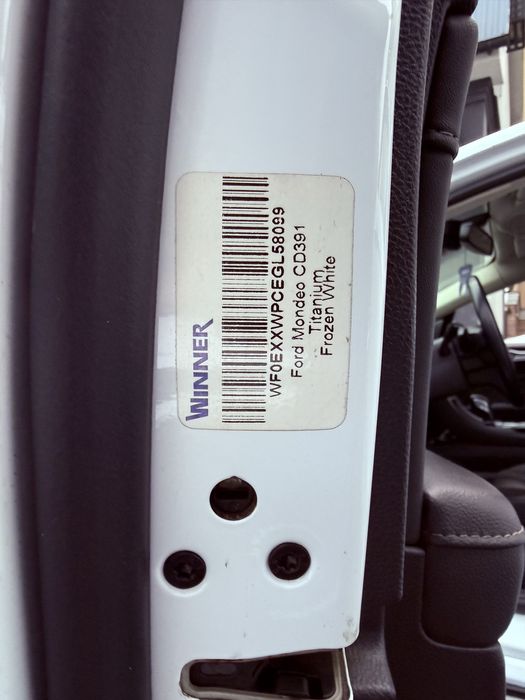 WINNER
WF0EXXWPCEGL58099
Ford Mondeo CD391
Titanium
Frozen White